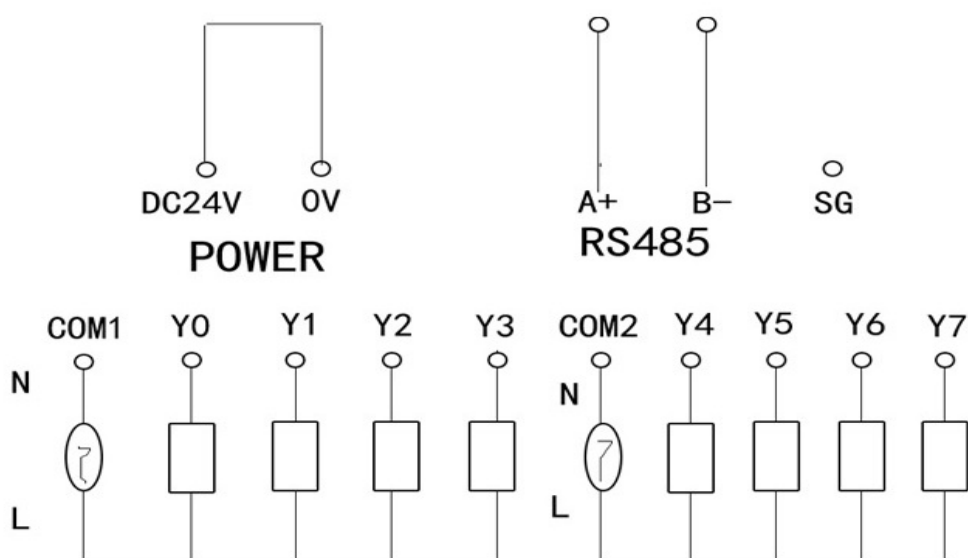 DC24V 0V A+ B- SG
POWER RS485
COM1 Y0 Y1 Y2 Y3 COM2 Y4 Y5 Y6 Y7
N N
L L